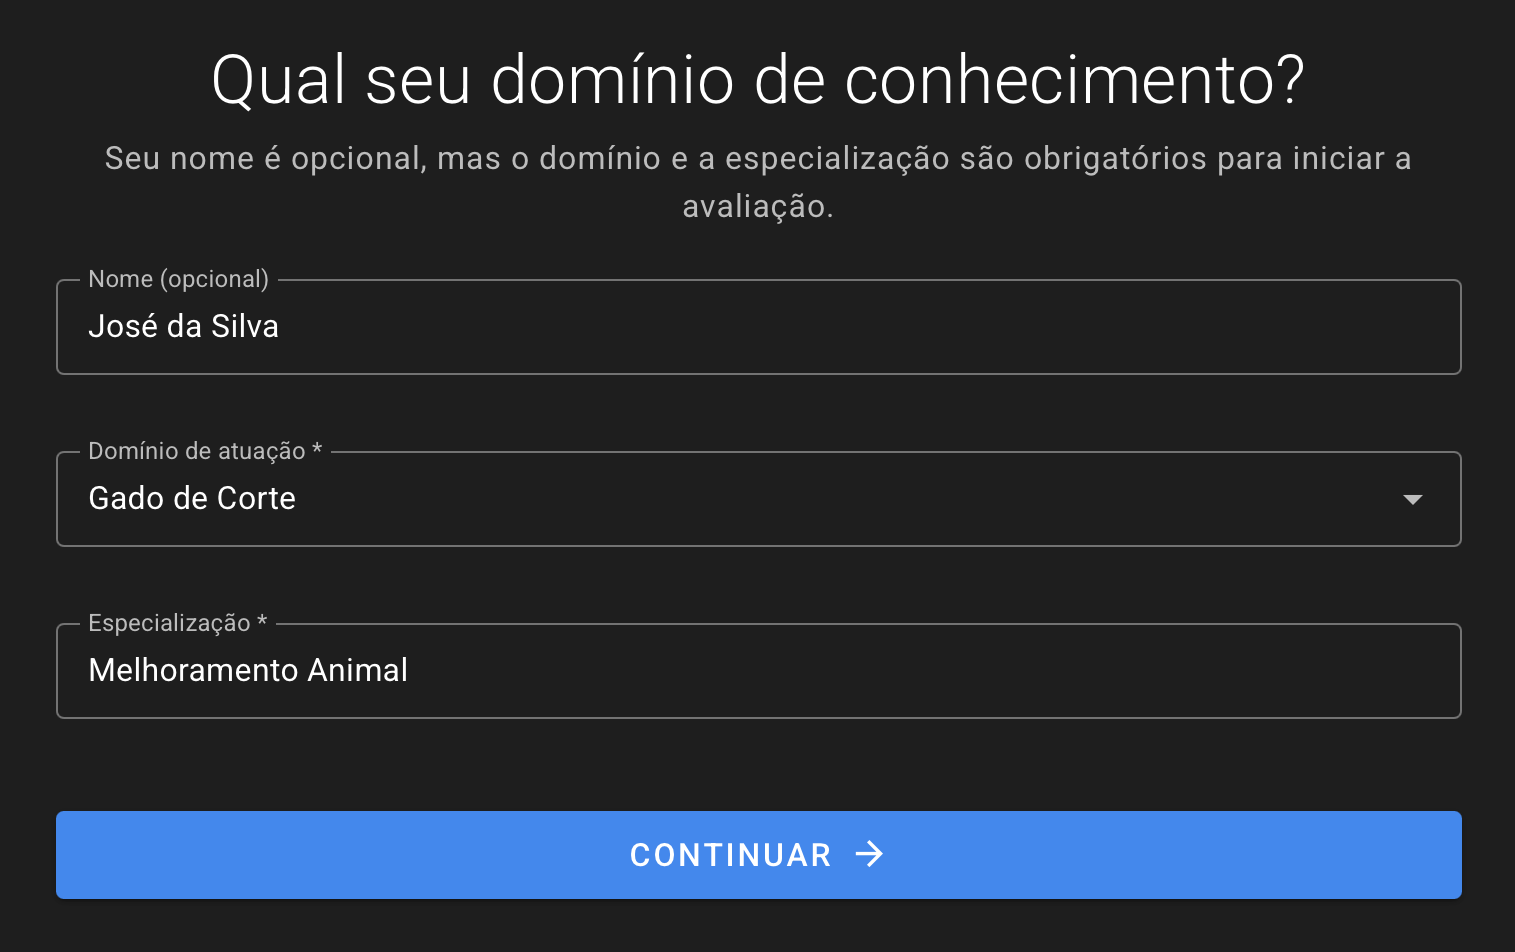 Qual seu domínio de conhecimento?
Seu nome é opcional, mas o domínio e a especialização são obrigatórios para iniciar a
avaliação.
Nome (opcional)
José da Silva
Domínio de atuação *
Gado de Corte
Especialização *
Melhoramento Animal
CONTINUAR →